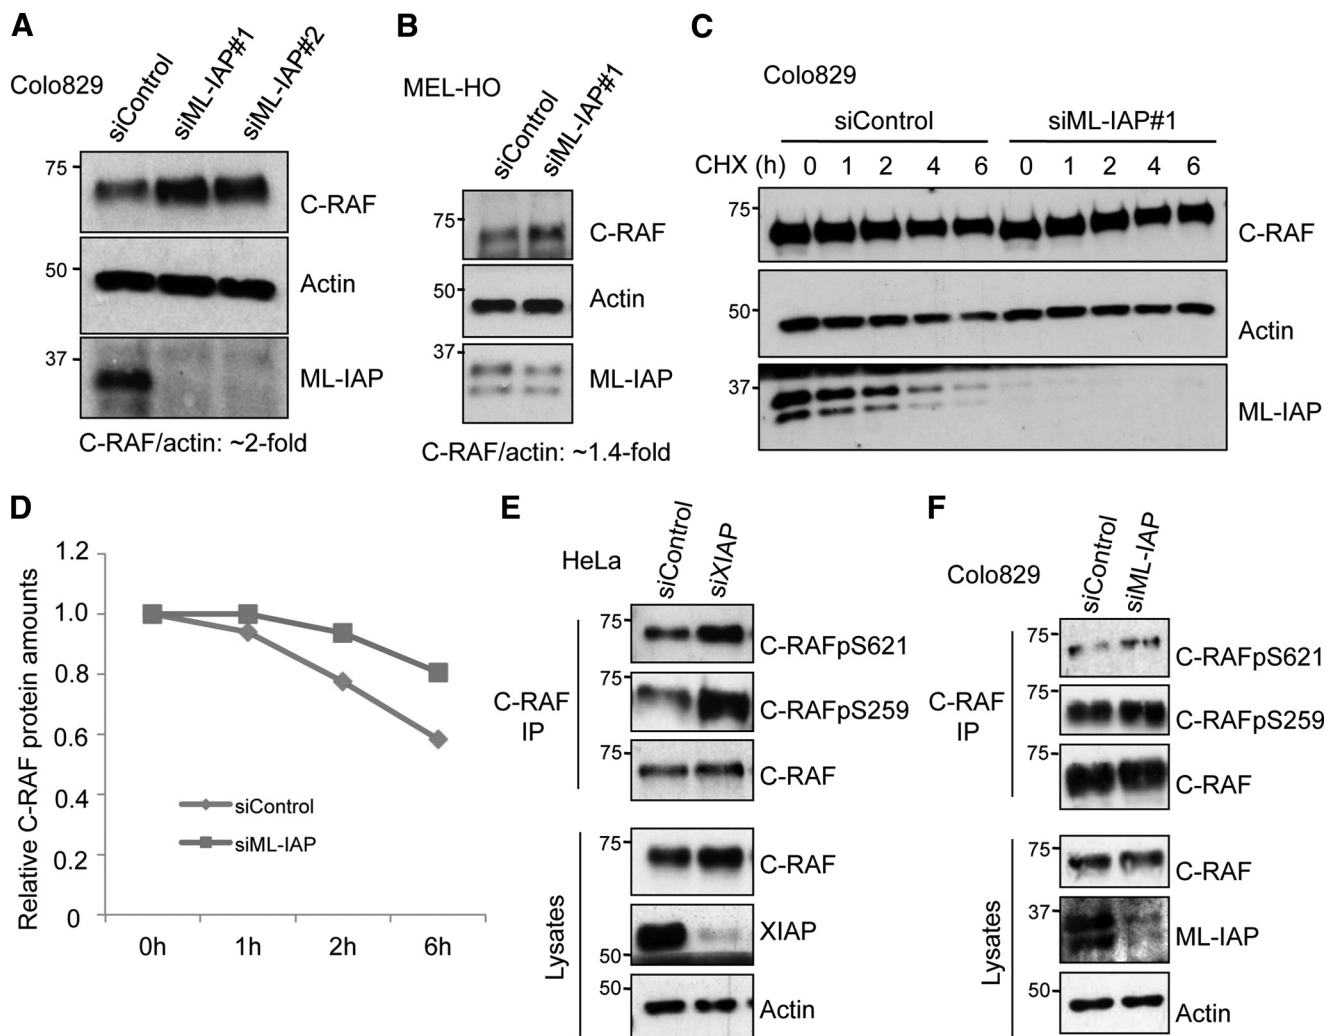 A
Colo829
siControl
siML-IAP#1
siML-IAP#2
75
C-RAF
50
Actin
37
ML-IAP
C-RAF/actin: ~2-fold
B
MEL-HO
siControl
siML-IAP#1
75
C-RAF
50
Actin
37
ML-IAP
C-RAF/actin: ~1.4-fold
C
Colo829
siControl siML-IAP#1
CHX (h) 0 1 2 4 6 0 1 2 4 6
75
C-RAF
50
Actin
37
ML-IAP
D
Relative C-RAF protein amounts
1.2
1.0
0.8
0.6
0.4
0.2
0
0h 1h 2h 6h
siControl
siML-IAP
E
HeLa
siControl
siXIAP
C-RAF
IP
75
C-RAFpS621
75
C-RAFpS259
75
C-RAF
Lysates
75
C-RAF
XIAP
50
50
Actin
F
Colo829
siControl
siML-IAP
C-RAF
IP
75
C-RAFpS621
75
C-RAFpS259
75
C-RAF
Lysates
75
C-RAF
37
ML-IAP
50
Actin